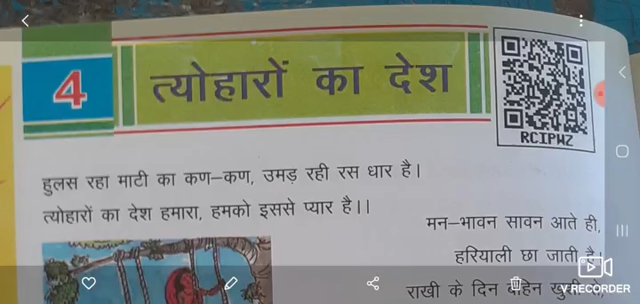 4
त्योहारों का देश
RCIPWZ
हुलस रहा माटी का कण–कण, उमड़ रही रस धार है।
त्योहारों का देश हमारा, हमको इससे प्यार है।।
मन–भावन सावन आते ही,
हरियाली छा जाती है,
राखी के दिन
V RECORDER